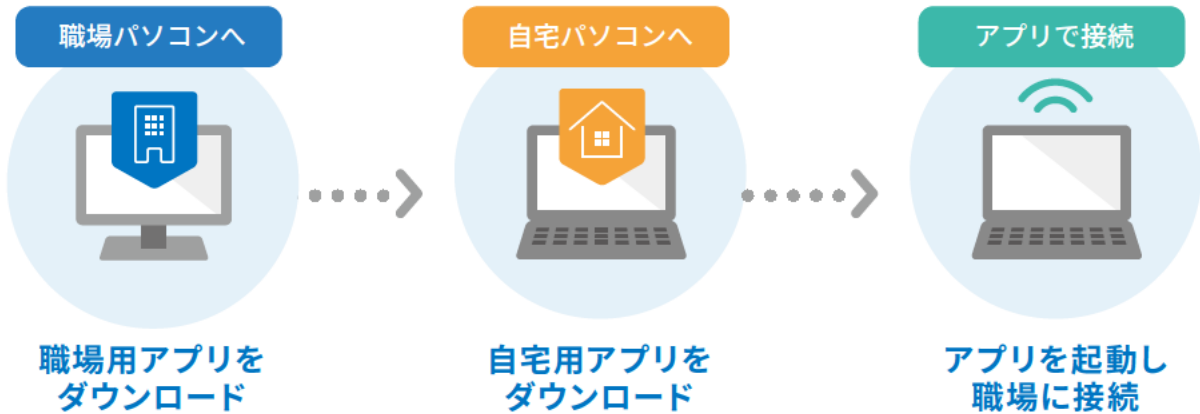 職場パソコンへ
自宅パソコンへ
アプリで接続
職場用アプリを
ダウンロード
自宅用アプリを
ダウンロード
アプリを起動し
職場に接続